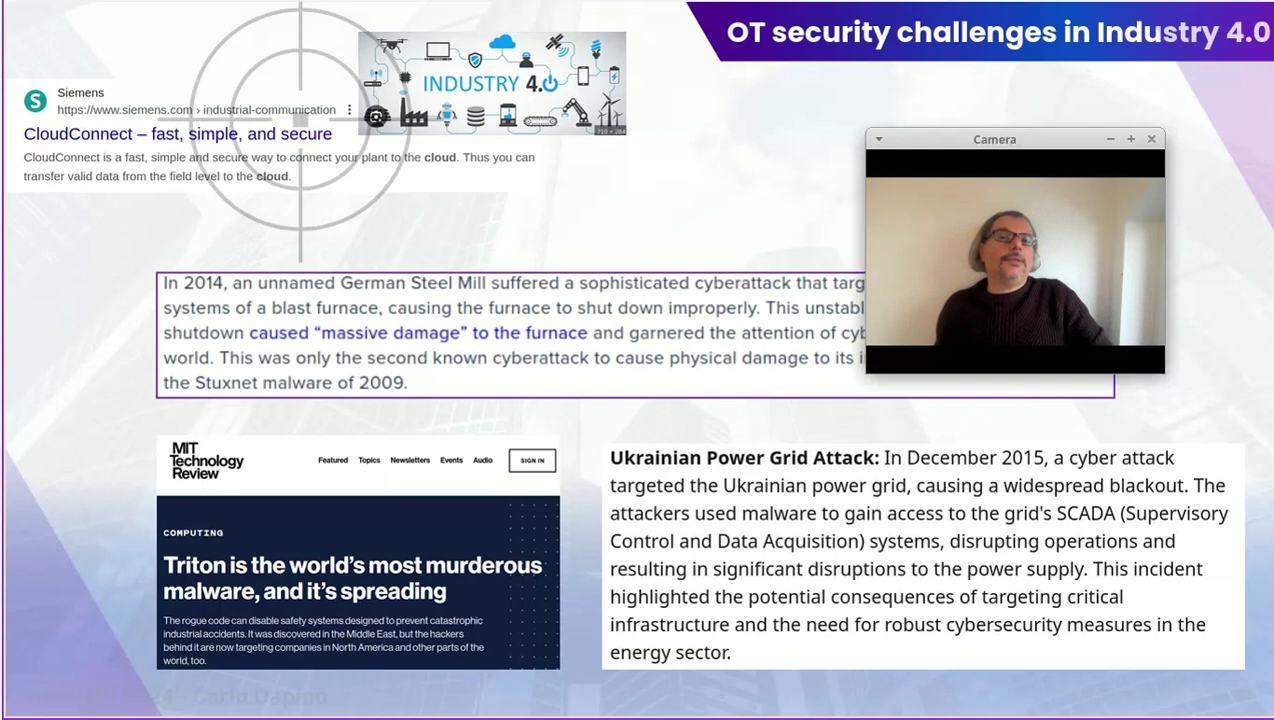 OT security challenges in Industry 4.0
INDUSTRY 4.0
710 × 284
S
Siemens
https://www.siemens.com › industrial-communication
CloudConnect – fast, simple, and secure
CloudConnect is a fast, simple and secure way to connect your plant to the cloud. Thus you can
transfer valid data from the field level to the cloud.
Camera
In 2014, an unnamed German Steel Mill suffered a sophisticated cyberattack that
systems of a blast furnace, causing the furnace to shut down improperly. This
shutdown caused “massive damage” to the furnace and garnered the attention of
world. This was only the second known cyberattack to cause physical damage to its
the Stuxnet malware of 2009.
MIT
Technology
Review
Featured Topics Newsletters Events Audio SIGN IN
COMPUTING
Triton is the world’s most murderous
malware, and it’s spreading
The rogue code can disable safety systems designed to prevent catastrophic
industrial accidents. It was discovered in the Middle East, but the hackers
behind it are now targeting companies in North America and other parts of the
world, too.
Ukrainian Power Grid Attack: In December 2015, a cyber attack
targeted the Ukrainian power grid, causing a widespread blackout. The
attackers used malware to gain access to the grid's SCADA (Supervisory
Control and Data Acquisition) systems, disrupting operations and
resulting in significant disruptions to the power supply. This incident
highlighted the potential consequences of targeting critical
infrastructure and the need for robust cybersecurity measures in the
energy sector.
Carlo Dapino